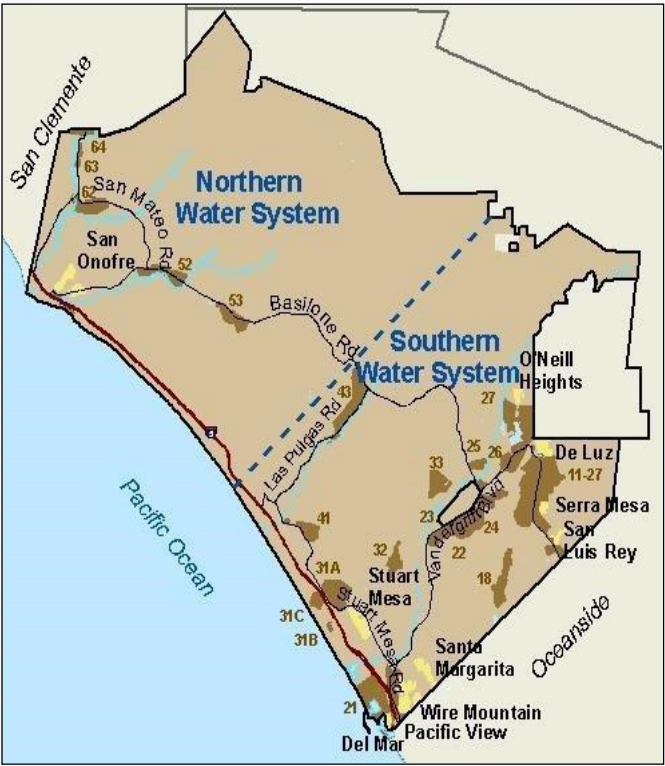 San Clemente
64
63
62
San Mateo Rd
Northern
Water System
San
Onofre
52
53
Basilone Rd
Southern
Water System
O'Neill
Heights
27
43
Las Pulgas Rd
De Luz
25
26
11-27
33
Serra Mesa
23
Vandergrift Blvd
24
San
Luis Rey
22
41
32
18
31A
Stuart
Mesa
Stuart Mesa Rd
31C
31B
Pacific Ocean
Oceanside
Santa
Margarita
21
Wire Mountain
Pacific View
Del Mar
5